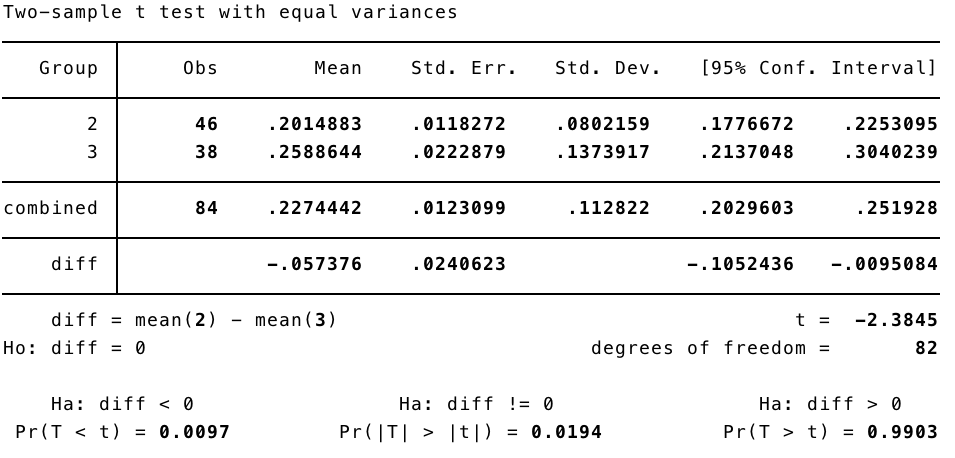 Two-sample t test with equal variances
Group Obs Mean Std. Err. Std. Dev. [95% Conf. Interval]
2 46 .2014883 .0118272 .0802159 .1776672 .2253095
3 38 .2588644 .0222879 .1373917 .2137048 .3040239
combined 84 .2274442 .0123099 .112822 .2029603 .251928
diff -.057376 .0240623 -.1052436 -.0095084
diff = mean(2) - mean(3) t = -2.3845
Ho: diff = 0 degrees of freedom = 82
Ha: diff < 0 Ha: diff != 0 Ha: diff > 0
Pr(T < t) = 0.0097 Pr(|T| > |t|) = 0.0194 Pr(T > t) = 0.9903